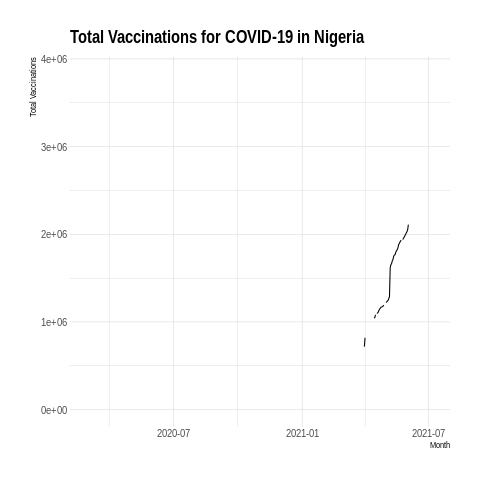 Total Vaccinations for COVID-19 in Nigeria
Total Vaccinations
4e+06
3e+06
2e+06
1e+06
0e+00
2020-07
2021-01
2021-07
Month